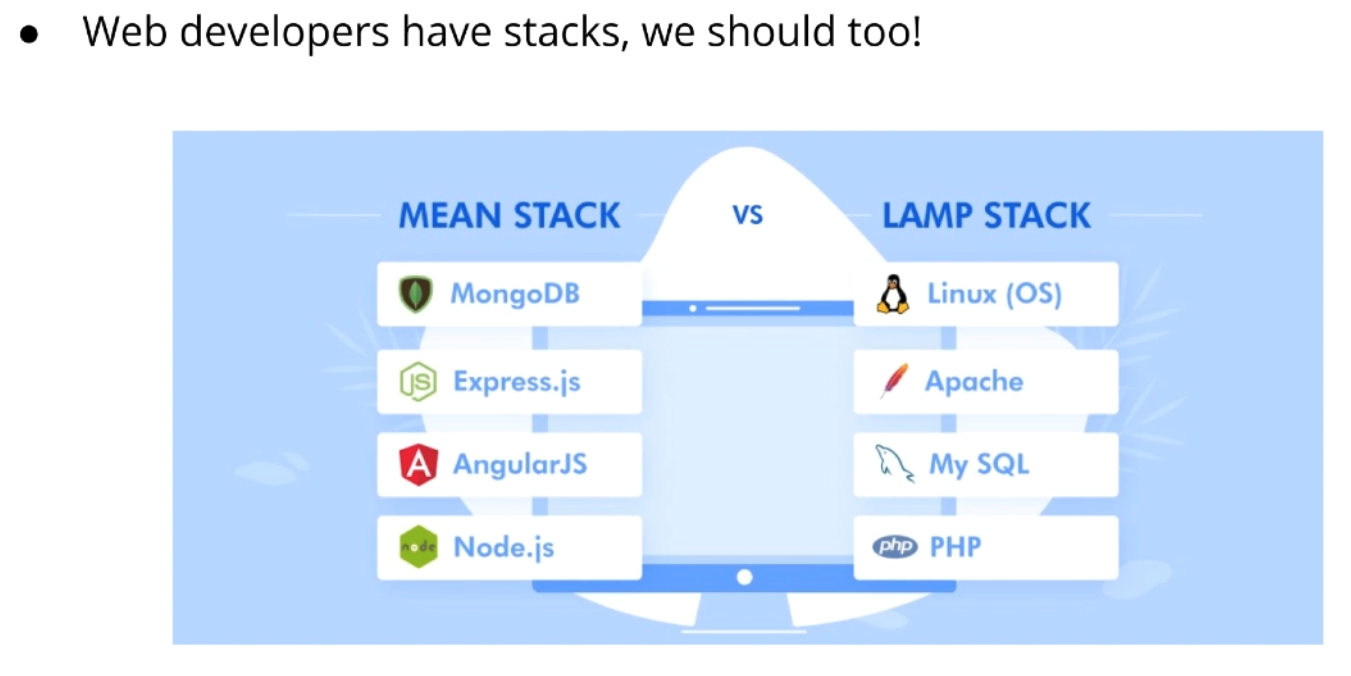 ● Web developers have stacks, we should too!
MEAN STACK VS LAMP STACK
MongoDB
Linux (OS)
JS Express.js
Apache
A AngularJS
My SQL
node Node.js
php PHP